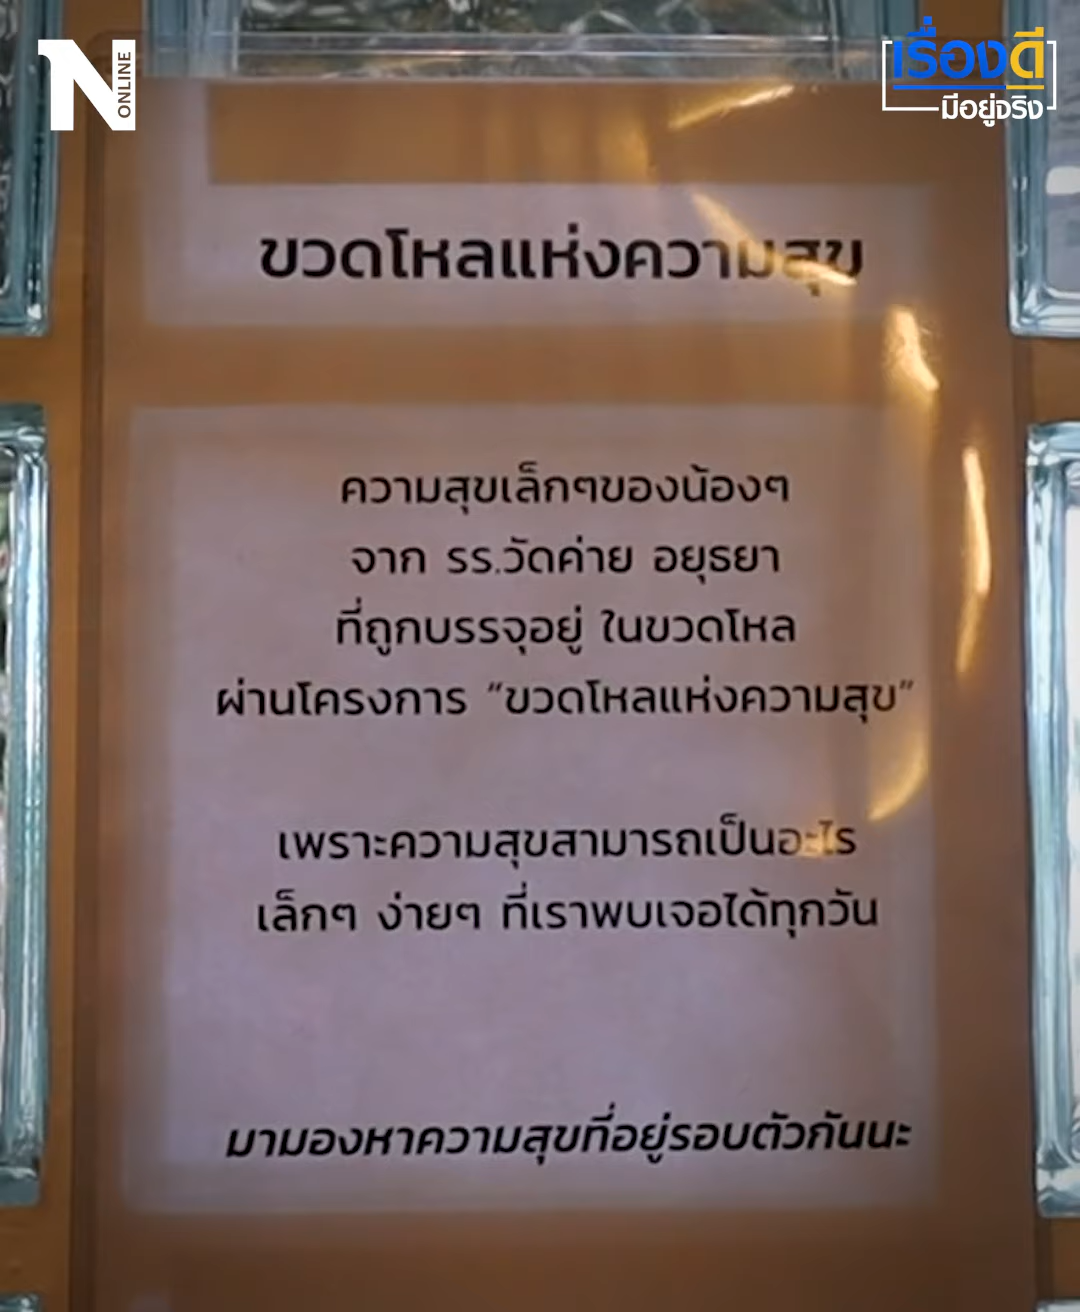 N ONLINE
เรื่องดี
มีอยู่จริง
ขวดโหลแห่งความสุข
ความสุขเล็กๆของน้องๆ
จาก รร.วัดค่าย อยุธยา
ที่ถูกบรรจุอยู่ ในขวดโหล
ผ่านโครงการ “ขวดโหลแห่งความสุข”
เพราะความสุขสามารถเป็นอะไร
เล็กๆ ง่ายๆ ที่เราพบเจอได้ทุกวัน
มามองหาความสุขที่อยู่รอบตัวกันนะ